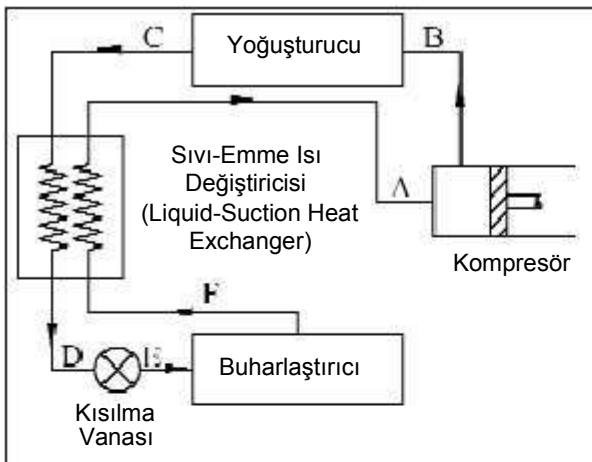 C
Yoğuşturucu
B
Sıvı-Emme Isı
Değiştiricisi
(Liquid-Suction Heat
Exchanger)
A
Kompresör
F
D
E
Buharlaştırıcı
Kısılma
Vanası